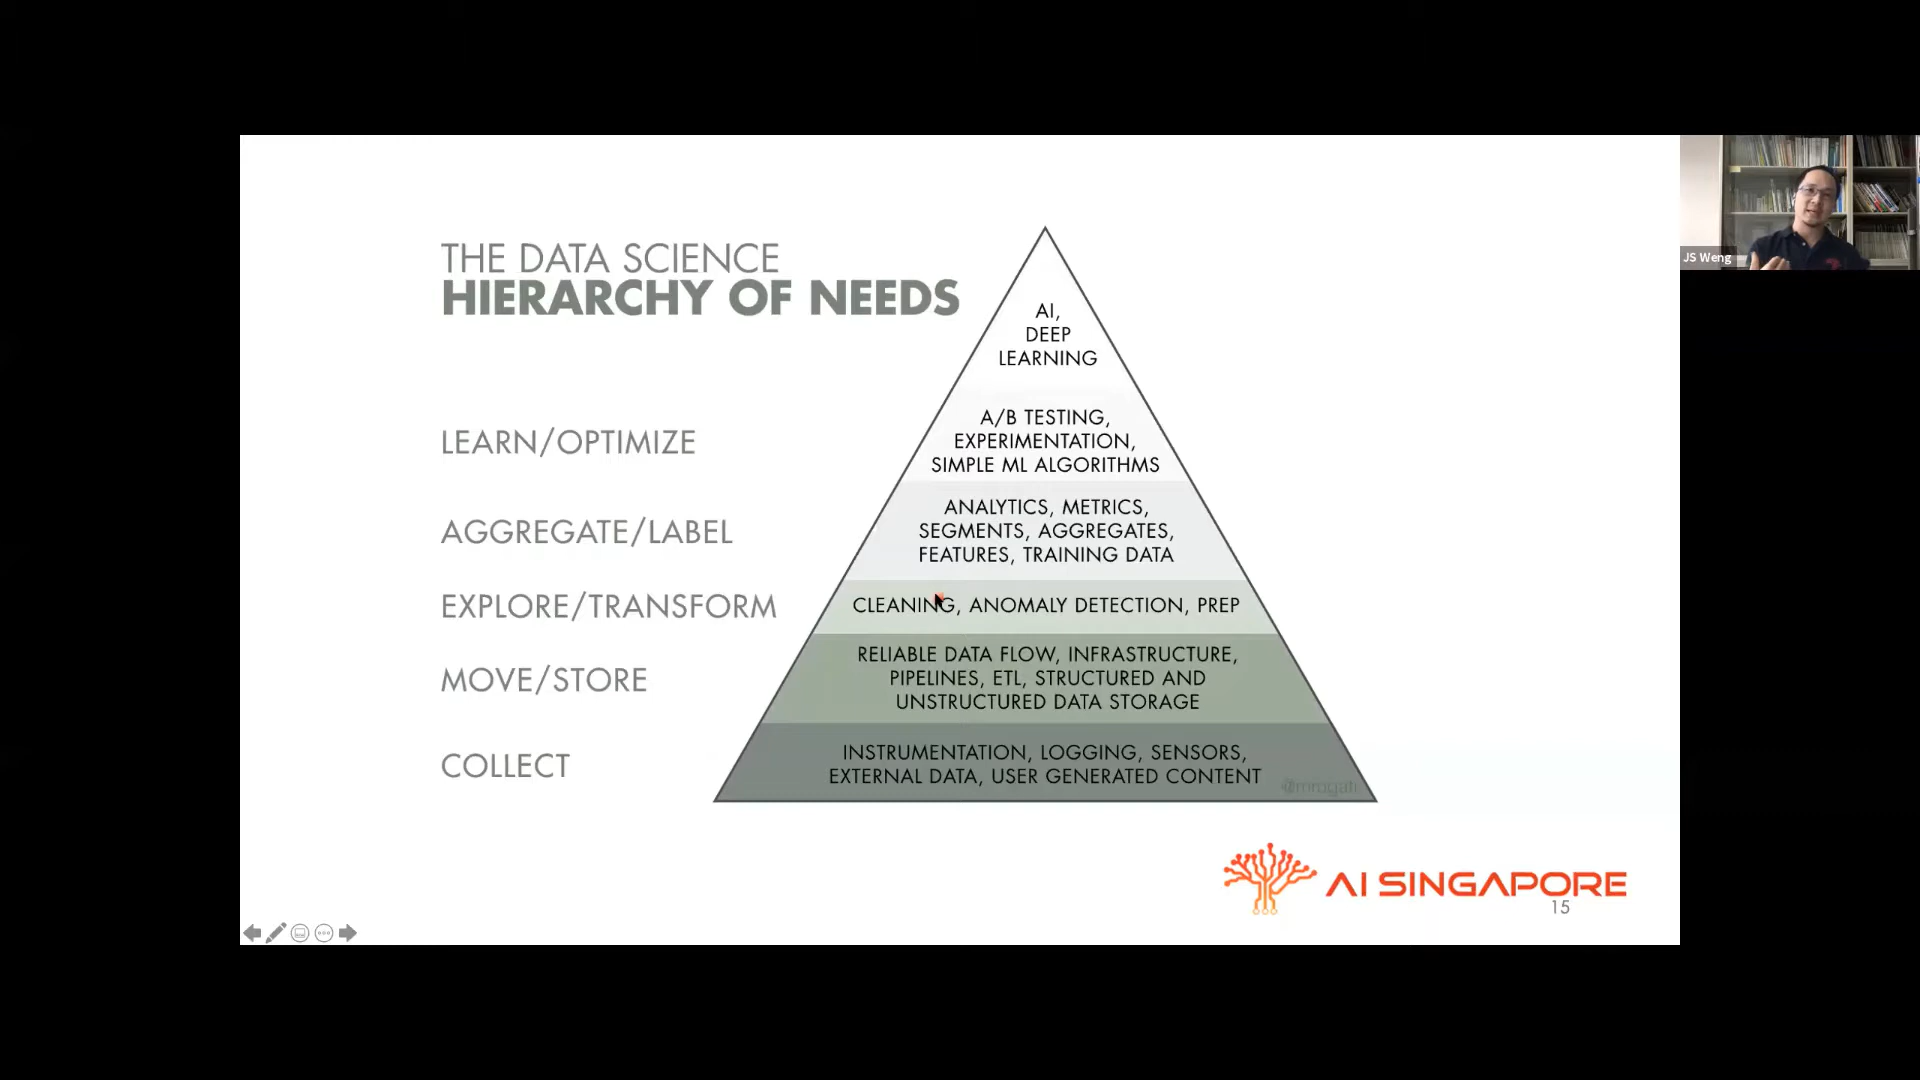 THE DATA SCIENCE
HIERARCHY OF NEEDS
AI,
DEEP
LEARNING
LEARN/OPTIMIZE
A/B TESTING,
EXPERIMENTATION,
SIMPLE ML ALGORITHMS
AGGREGATE/LABEL
ANALYTICS, METRICS,
SEGMENTS, AGGREGATES,
FEATURES, TRAINING DATA
EXPLORE/TRANSFORM
CLEANING, ANOMALY DETECTION, PREP
MOVE/STORE
RELIABLE DATA FLOW, INFRASTRUCTURE,
PIPELINES, ETL, STRUCTURED AND
UNSTRUCTURED DATA STORAGE
COLLECT
INSTRUMENTATION, LOGGING, SENSORS,
EXTERNAL DATA, USER GENERATED CONTENT
@mrogati
AI SINGAPORE
15
JS Weng